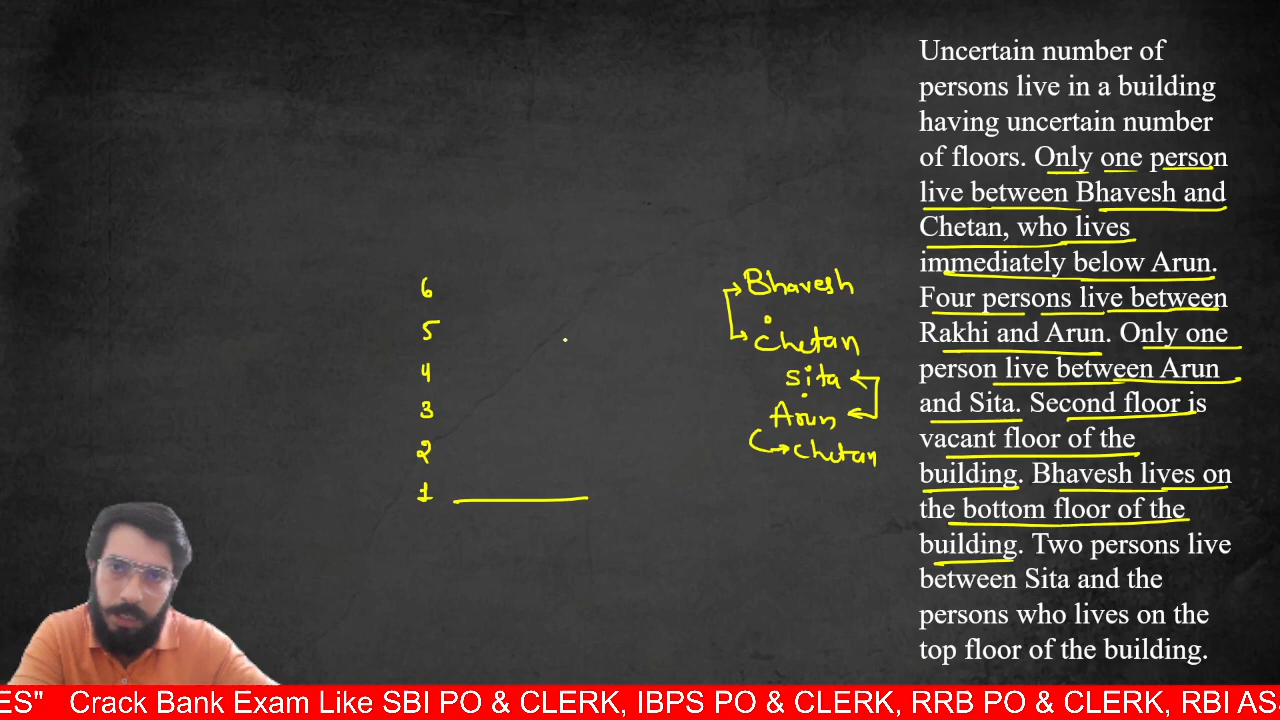 Uncertain number of
persons live in a building
having uncertain number
of floors. Only one person
live between Bhavesh and
Chetan, who lives
immediately below Arun.
Four persons live between
Rakhi and Arun. Only one
person live between Arun
and Sita. Second floor is
vacant floor of the
building. Bhavesh lives on
the bottom floor of the
building. Two persons live
between Sita and the
persons who lives on the
top floor of the building.
6
5
4
3
2
1
Bhavesh
Chetan
Sita
Arun
Chetan
ES" Crack Bank Exam Like SBI PO & CLERK, IBPS PO & CLERK, RRB PO & CLERK, RBI AS